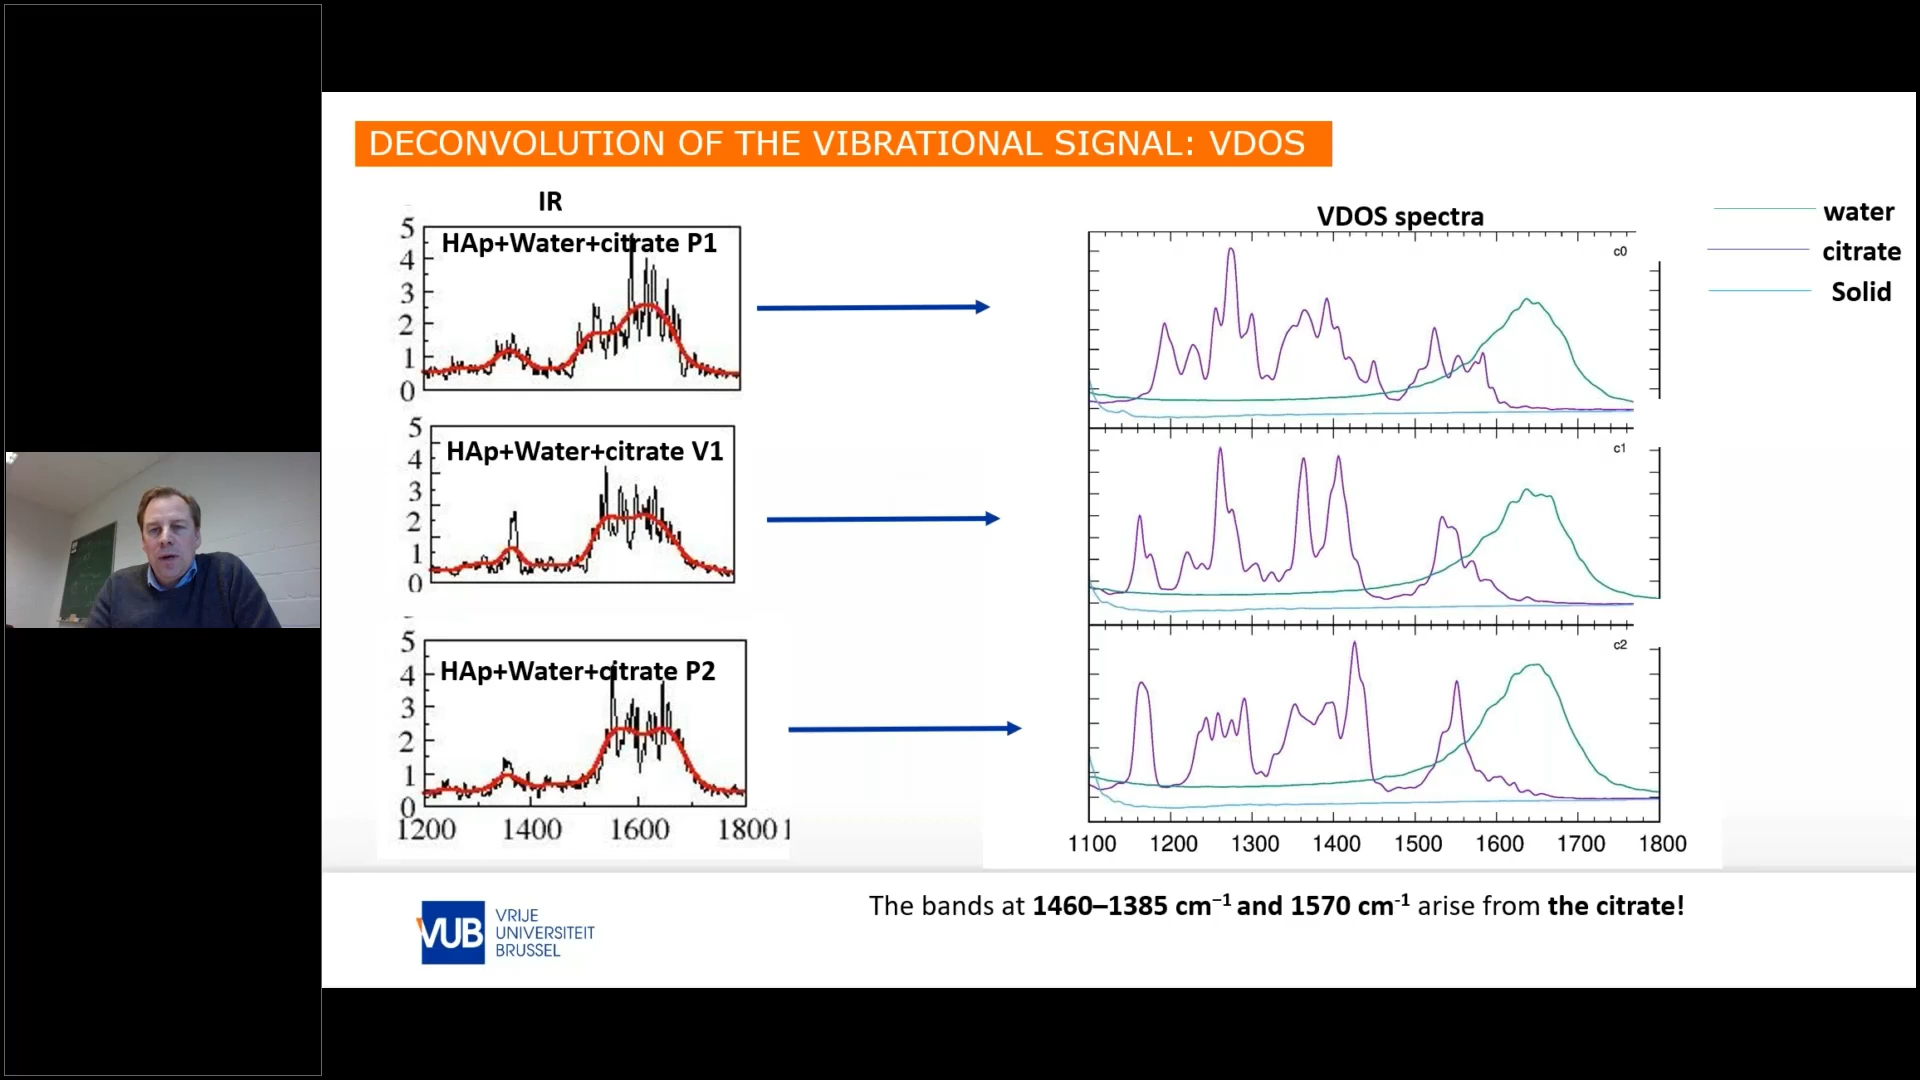 DECONVOLUTION OF THE VIBRATIONAL SIGNAL: VDOS
IR
5
HAp+Water+citrate P1
4
3
2
1
0
5
HAp+Water+citrate V1
4
3
2
1
0
5
HAp+Water+citrate P2
4
3
2
1
0
1200 1400 1600 1800 1
VDOS spectra
c0
c1
c2
1100 1200 1300 1400 1500 1600 1700 1800
water
citrate
Solid
The bands at 1460–1385 cm⁻¹ and 1570 cm⁻¹ arise from the citrate!
VUB
VRIJE
UNIVERSITEIT
BRUSSEL